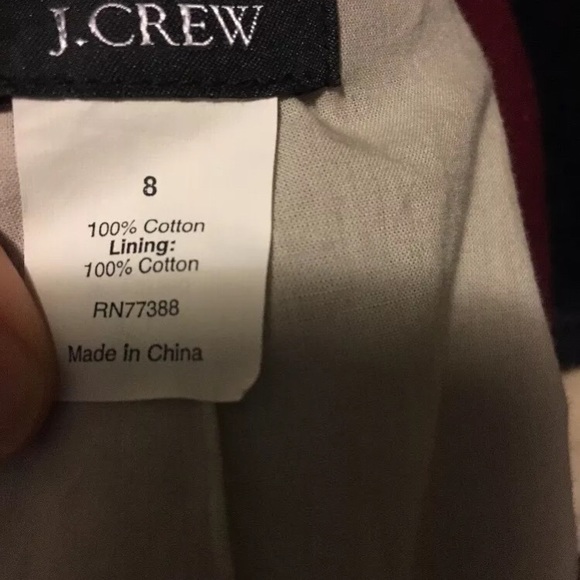 J.CREW
8
100% Cotton
Lining:
100% Cotton
RN77388
Made in China